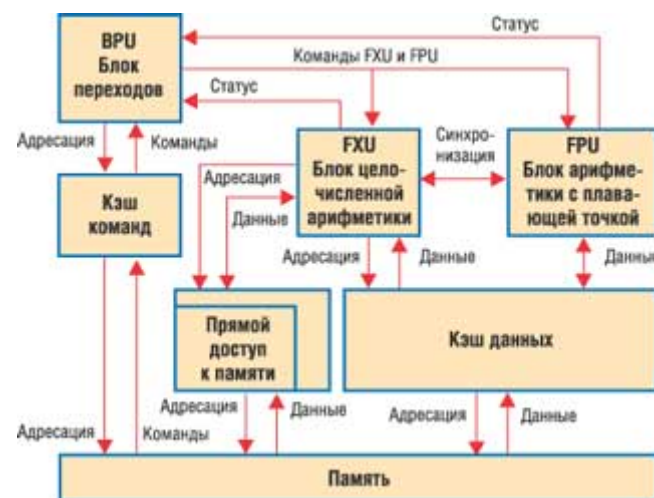 Статус
BPU
Блок
переходов
Команды FXU и FPU
Статус
Адресация
Команды
FXU
Блок цело-
численной
арифметики
Синхро-
низация
FPU
Блок арифме-
тики с плава-
ющей точкой
Адресация
Данные
Кэш
команд
Адресация
Данные
Данны
Прямой
доступ
к памяти
Кэш данных
Адресация
Данные
Адресация
Данные
Адресация
Команды
Память